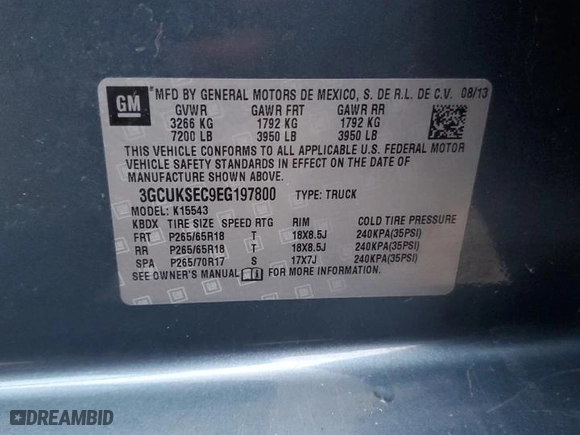 GM
*MFD BY GENERAL MOTORS DE MEXICO, S. DE R.L. DE C.V. 08/13
GVWR GAWR FRT GAWR RR
3266 KG 1792 KG 1792 KG
7200 LB 3950 LB 3950 LB
THIS VEHICLE CONFORMS TO ALL APPLICABLE U.S. FEDERAL MOTOR
VEHICLE SAFETY STANDARDS IN EFFECT ON THE DATE OF
MANUFACTURE SHOWN ABOVE.
3GCUKSEC9EG197800 TYPE: TRUCK
MODEL: K15543
KBDX TIRE SIZE SPEED RTG RIM COLD TIRE PRESSURE
FRT P265/65R18 T 18X8.5J 240KPA(35PSI)
RR P265/65R18 T 18X8.5J 240KPA(35PSI)
SPA P265/70R17 S 17X7J 240KPA(35PSI)
SEE OWNER'S MANUAL FOR MORE INFORMATION
DREAMBID